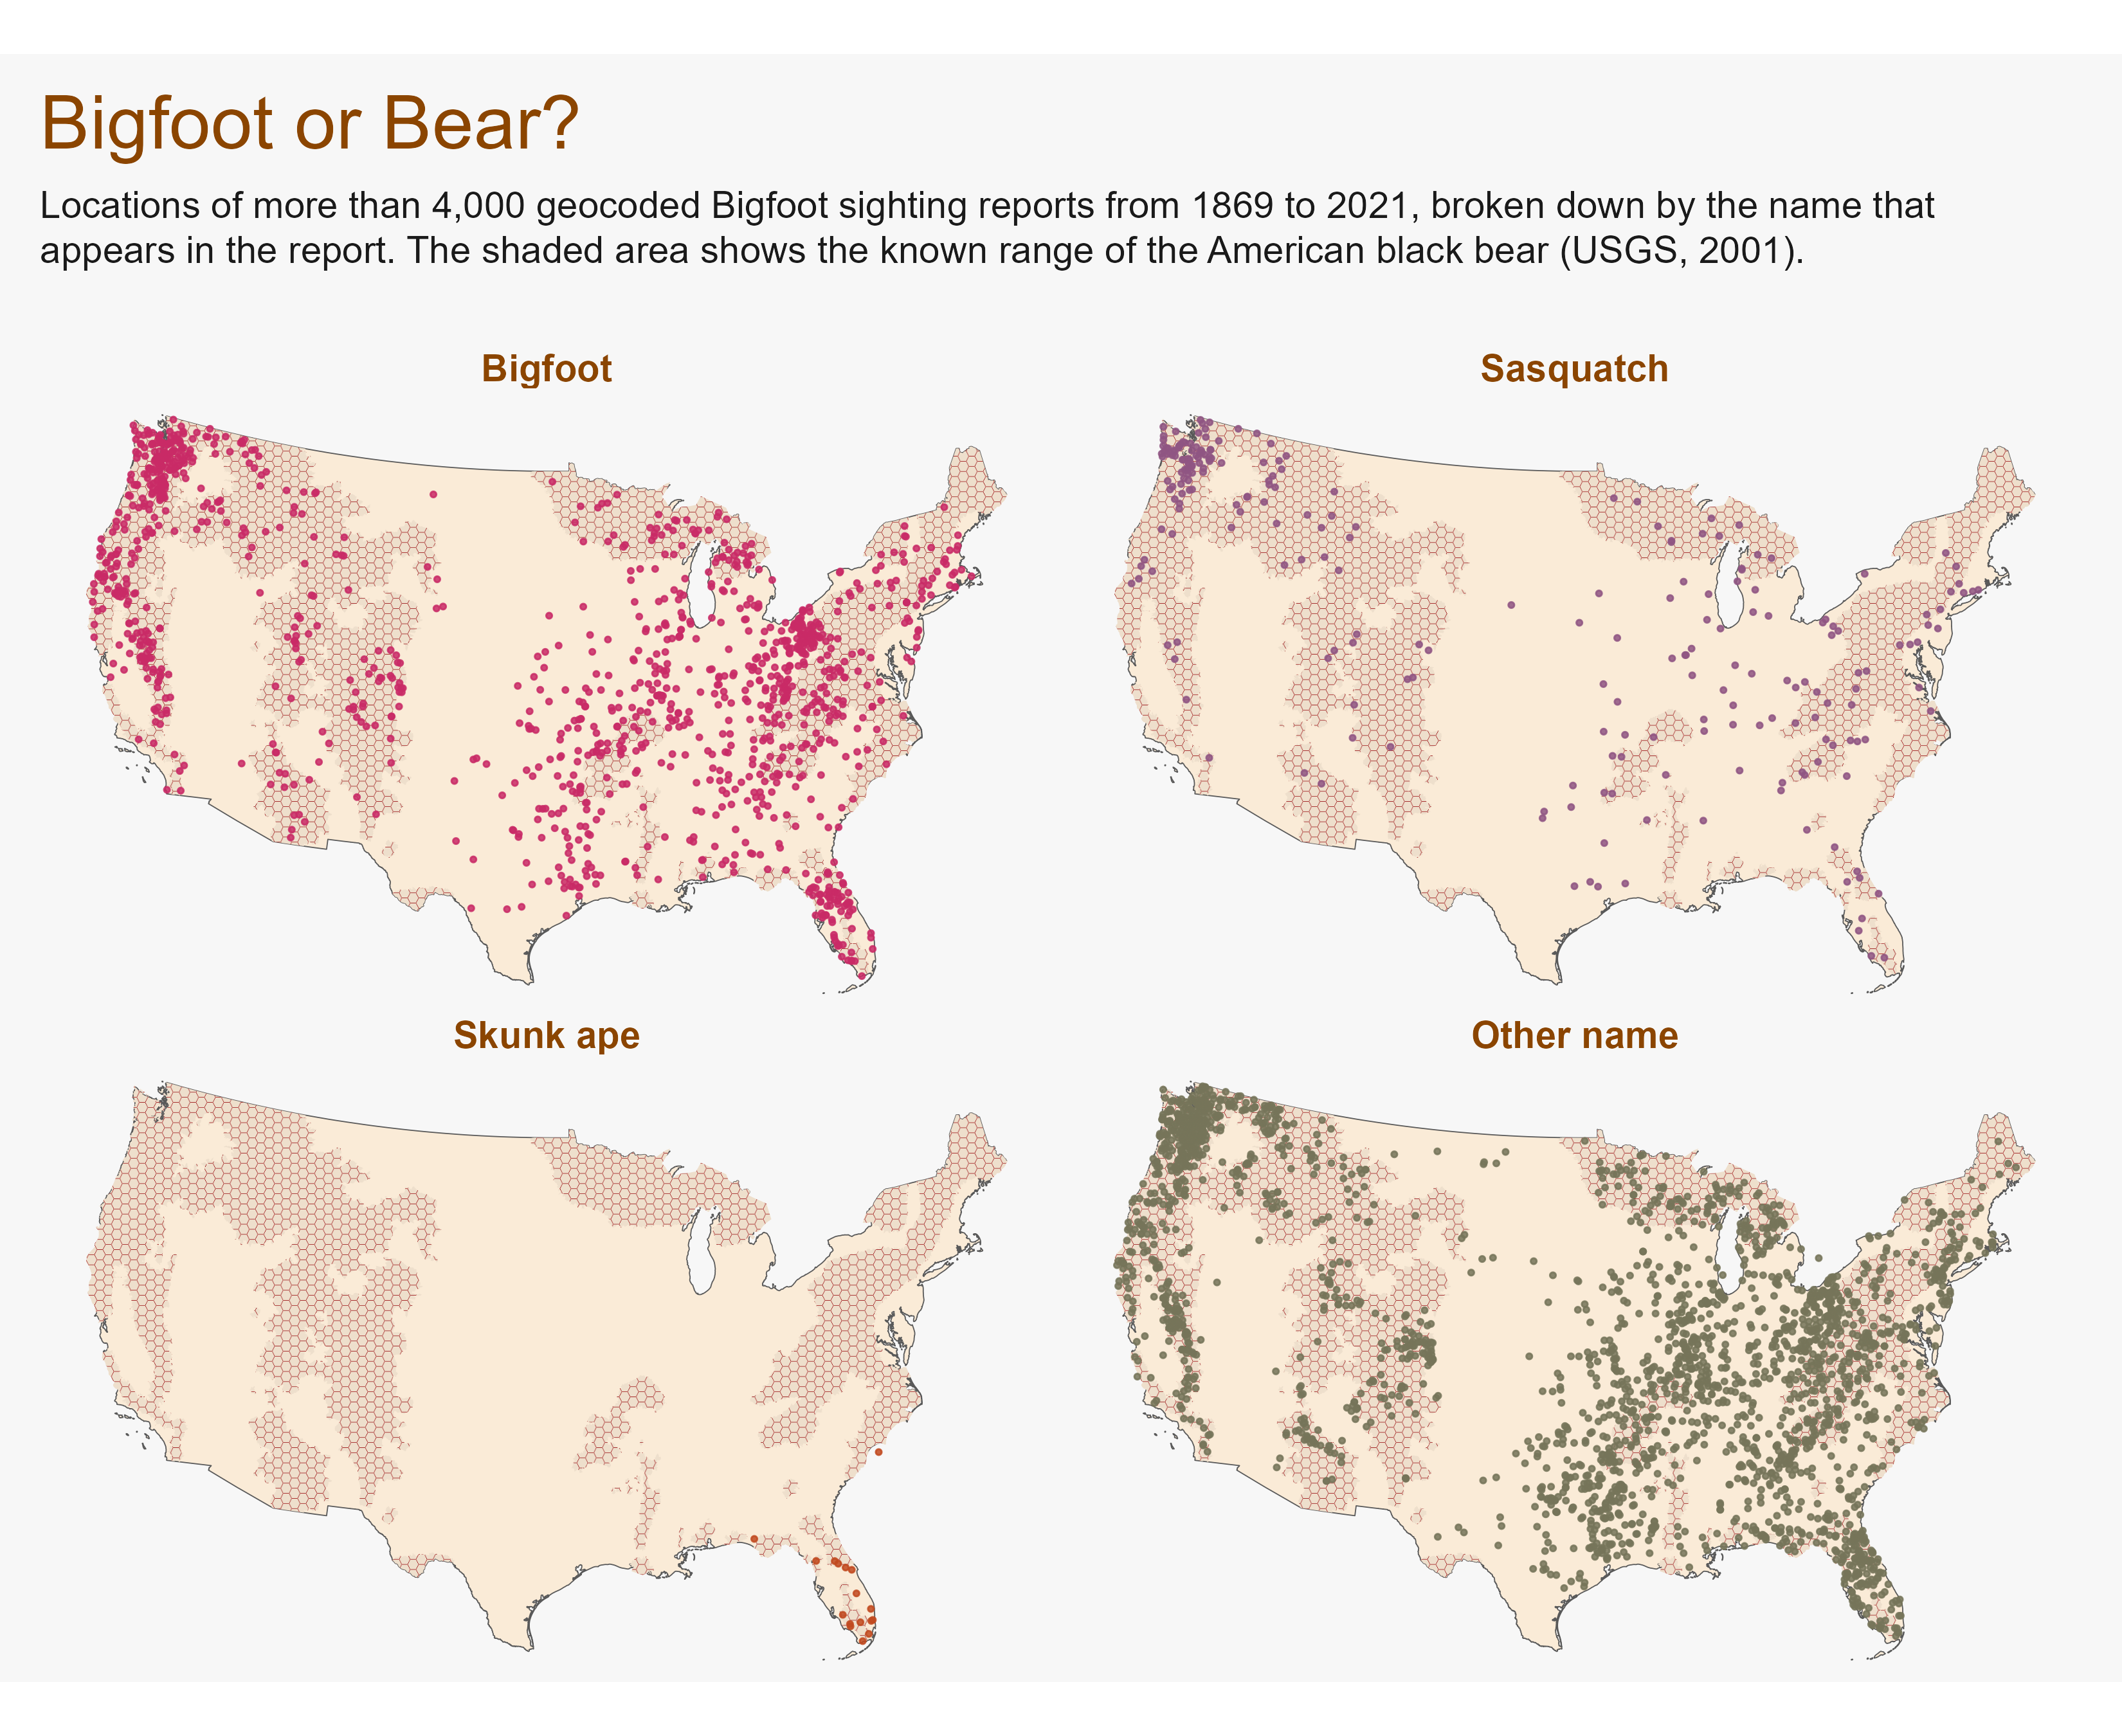 Bigfoot or Bear?
Locations of more than 4,000 geocoded Bigfoot sighting reports from 1869 to 2021, broken down by the name that
appears in the report. The shaded area shows the known range of the American black bear (USGS, 2001).
Bigfoot
Sasquatch
Skunk ape
Other name